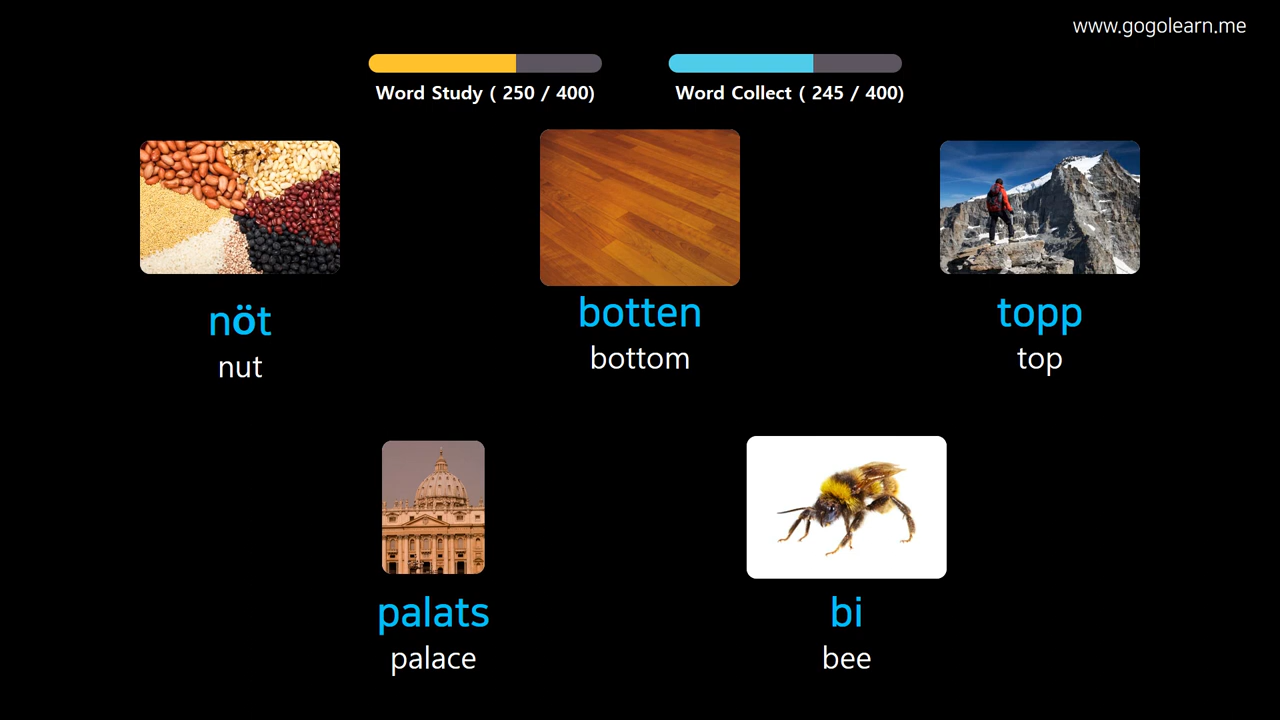 www.gogolearn.me
Word Study ( 250 / 400)
Word Collect ( 245 / 400)
nöt
nut
botten
bottom
topp
top
palats
palace
bi
bee